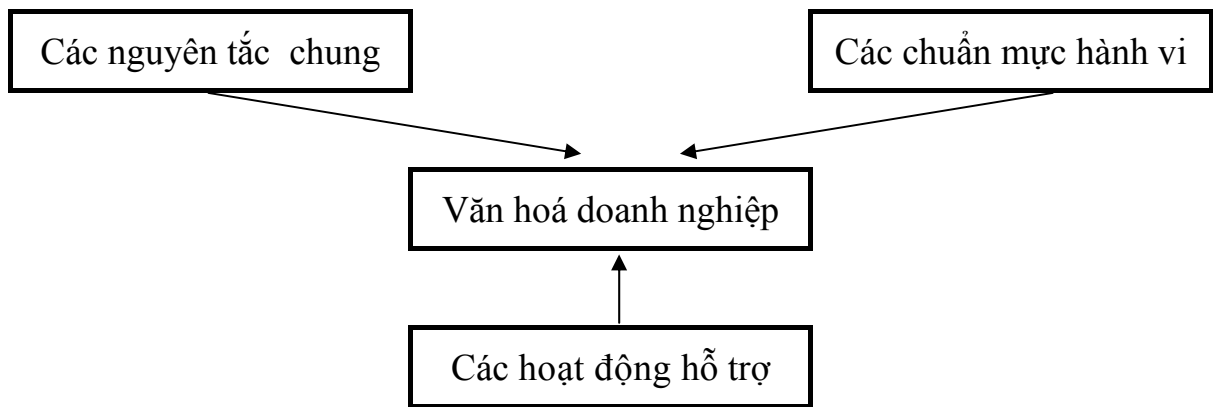 Các nguyên tắc chung
Các chuẩn mực hành vi
Văn hoá doanh nghiệp
Các hoạt động hỗ trợ